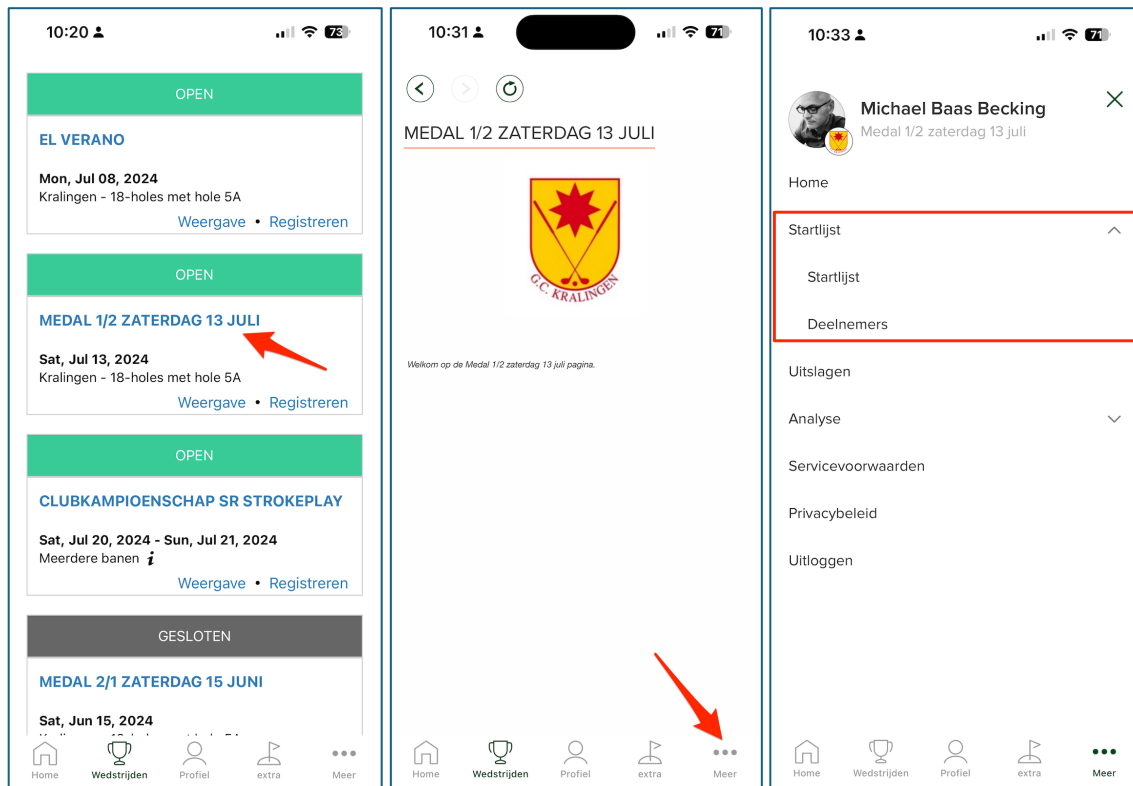 10:20
73
OPEN
EL VERANO
Mon, Jul 08, 2024
Kralingen - 18-holes met hole 5A
Weergave • Registreren
OPEN
MEDAL 1/2 ZATERDAG 13 JULI
Sat, Jul 13, 2024
Kralingen - 18-holes met hole 5A
Weergave • Registreren
OPEN
CLUBKAMPIOENSCHAP SR STROKEPLAY
Sat, Jul 20, 2024 - Sun, Jul 21, 2024
Meerdere banen i
Weergave • Registreren
GESLOTEN
MEDAL 2/1 ZATERDAG 15 JUNI
Sat, Jun 15, 2024
Home Wedstrijden Profiel extra Meer
10:31
71
MEDAL 1/2 ZATERDAG 13 JULI
G.C. KRALINGEN
Welkom op de Medal 1/2 zaterdag 13 juli pagina.
Home Wedstrijden Profiel extra Meer
10:33
71
Michael Baas Becking
Medal 1/2 zaterdag 13 juli
Home
Startlijst
Startlijst
Deelnemers
Uitslagen
Analyse
Servicevoorwaarden
Privacybeleid
Uitloggen
Home Wedstrijden Profiel extra Meer